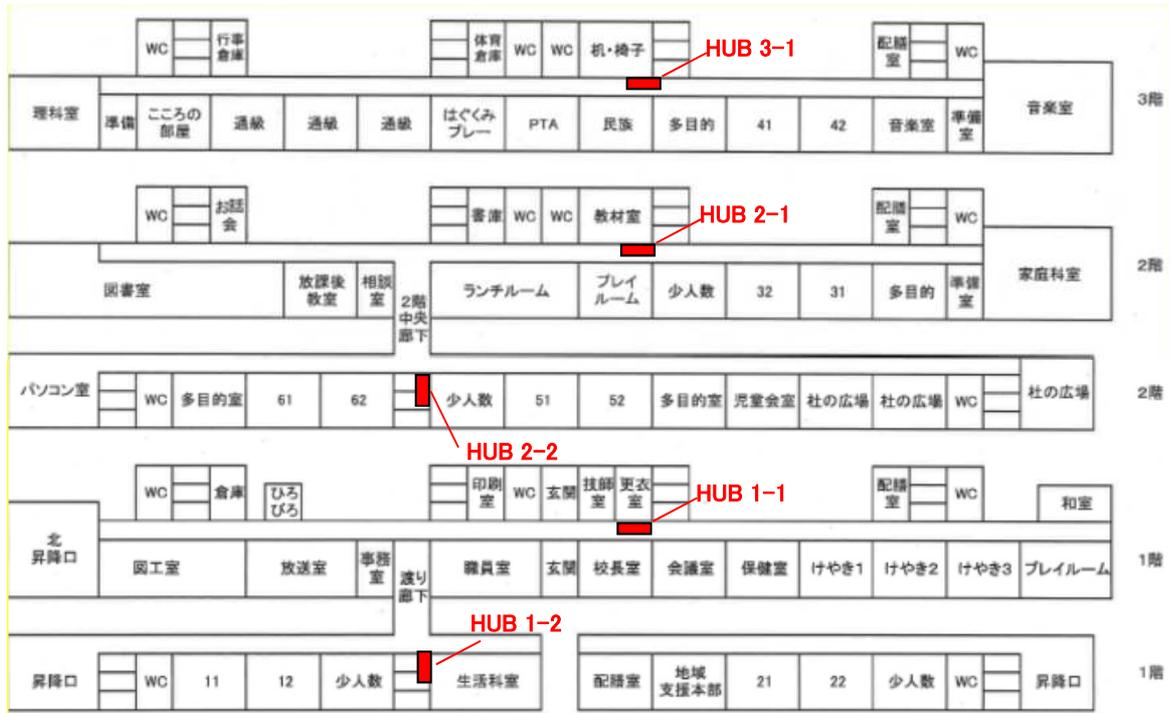 WC
行事
倉庫
体育
倉庫
WC
WC
机・椅子
HUB 3-1
配膳
室
WC
理科室
準備
こころの
部屋
通級
通級
通級
はぐくみ
プレー
PTA
民族
多目的
41
42
音楽室
準備
室
音楽室
3階
WC
お話
会
書庫
WC
WC
教材室
HUB 2-1
配膳
室
WC
図書室
放課後
教室
相談
室
2階
中央
廊下
ランチルーム
プレイ
ルーム
少人数
32
31
多目的
準備
室
家庭科室
2階
パソコン室
WC
多目的室
61
62
少人数
51
52
多目的室
児童会室
杜の広場
杜の広場
WC
杜の広場
2階
HUB 2-2
WC
倉庫
ひろ
びろ
印刷
室
WC
玄関
技師
室
更衣
室
HUB 1-1
配膳
室
WC
和室
北
昇降口
図工室
放送室
事務
室
渡り
廊下
職員室
玄関
校長室
会議室
保健室
けやき1
けやき2
けやき3
プレイルーム
1階
HUB 1-2
昇降口
WC
11
12
少人数
生活科室
配膳室
地域
支援本部
21
22
少人数
WC
昇降口
1階